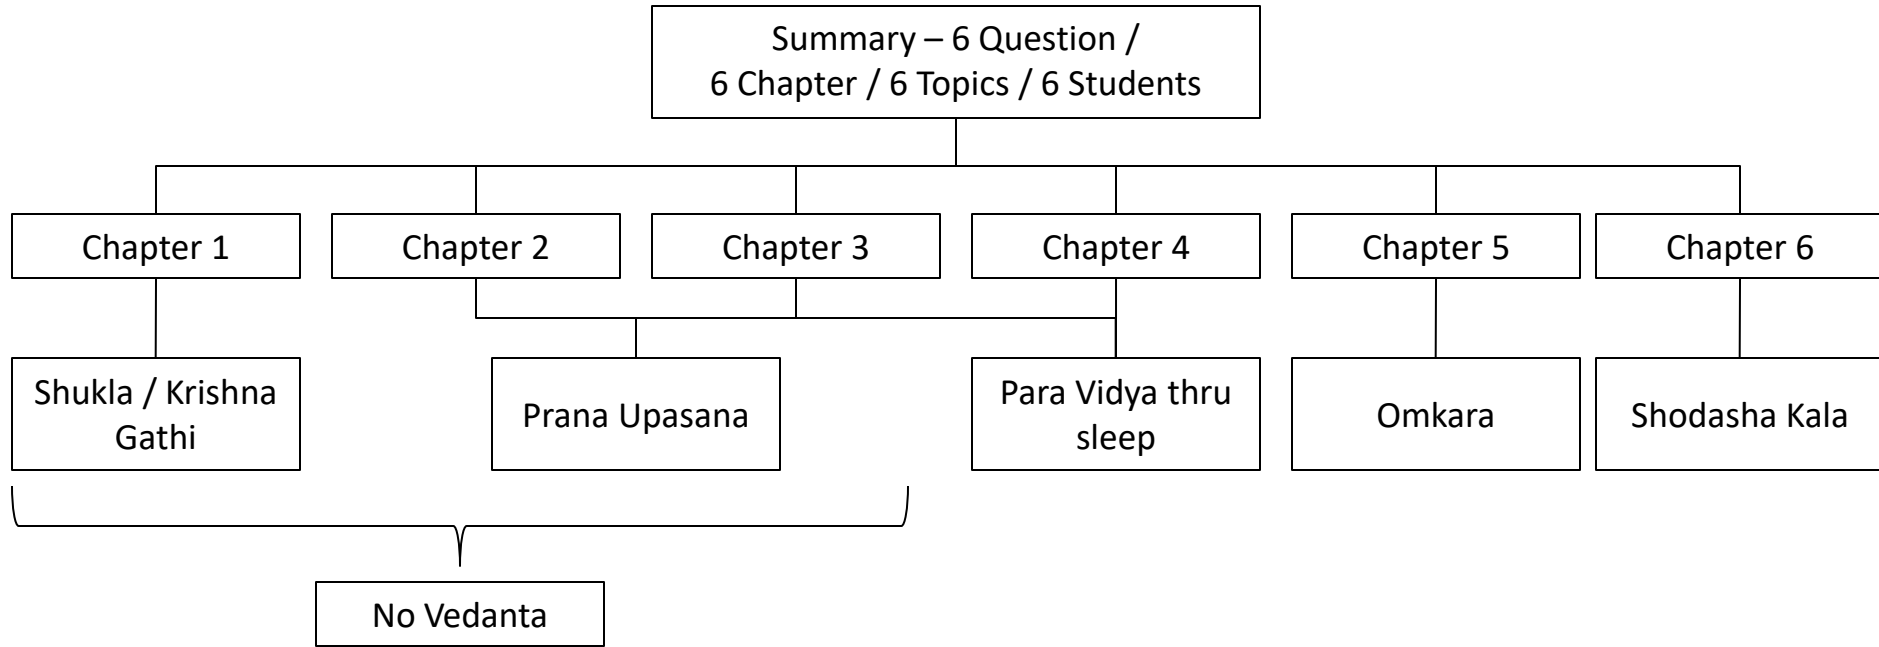 Summary – 6 Question /
6 Chapter / 6 Topics / 6 Students
Chapter 1
Chapter 2
Chapter 3
Chapter 4
Chapter 5
Chapter 6
Shukla / Krishna
Gathi
Prana Upasana
Para Vidya thru
sleep
Omkara
Shodasha Kala
No Vedanta